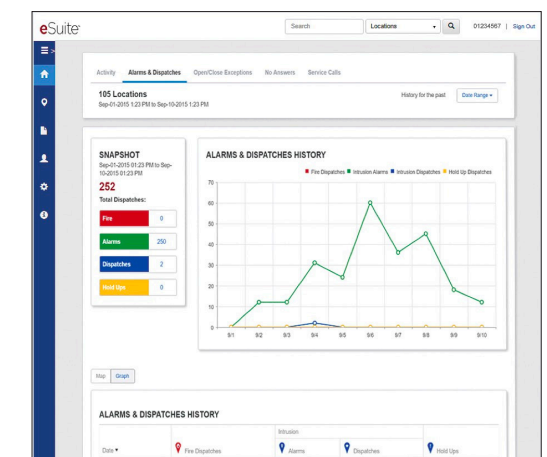 eSuite
Search
Locations
01234567 | Sign Out
Activity Alarms & Dispatches Open/Close Exceptions No Answers Service Calls
105 Locations
Sep-01-2015 1:23 PM to Sep-10-2015 1:23 PM
History for the past
Date Range
SNAPSHOT
Sep-01-2015 01:23 PM to Sep-
10-2015 01:23 PM
252
Total Dispatches:
Fire 0
Alarms 250
Dispatches 2
Hold Ups 0
ALARMS & DISPATCHES HISTORY
Fire Dispatches Intrusion Alarms Intrusion Dispatches Hold Up Dispatches
70
60
50
40
30
20
10
0
9/1 9/2 9/3 9/4 9/5 9/6 9/7 9/8 9/9 9/10
Map Graph
ALARMS & DISPATCHES HISTORY
Intrusion
Date Fire Dispatches Alarms Dispatches Hold Ups